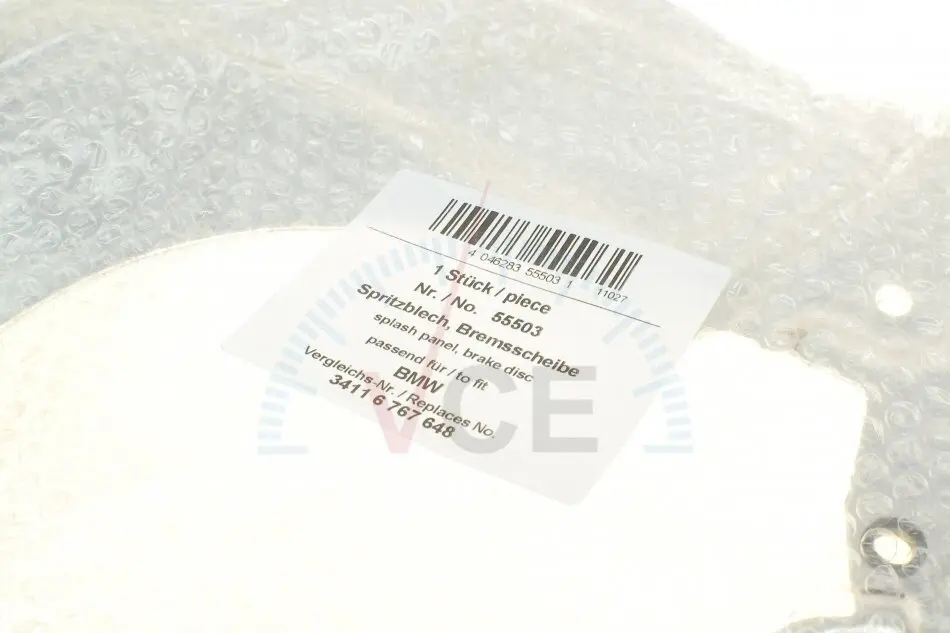 4 046283 55503 1 11027
1 Stück / piece
Nr. / No. 55503
Spritzblech, Bremsscheibe
splash panel, brake disc
passend für / to fit
BMW
Vergleichs-Nr. / Replaces No.
3411 6 767 648
VCE